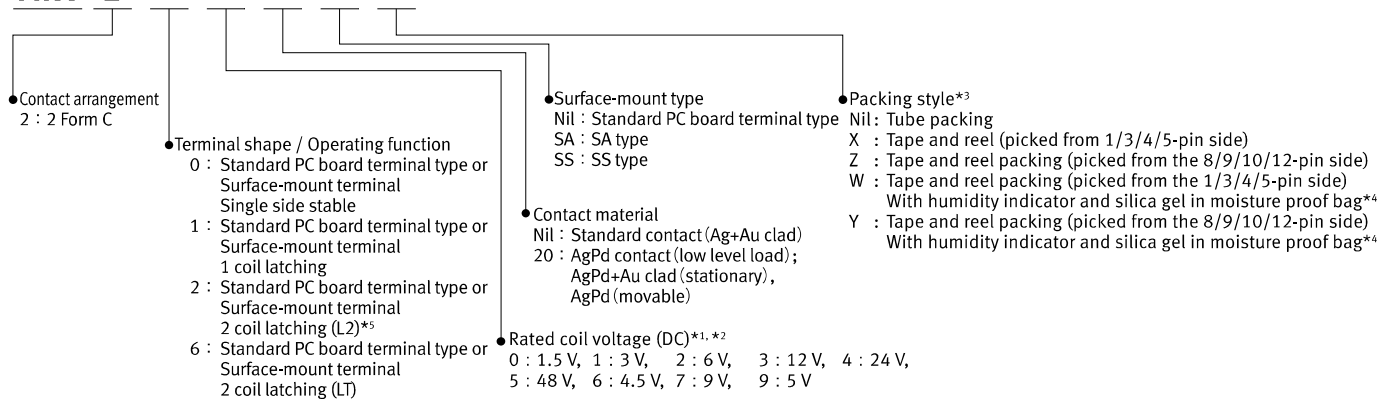 Contact arrangement
2 : 2 Form C
Terminal shape / Operating function
0 : Standard PC board terminal type or
Surface-mount terminal
Single side stable
1 : Standard PC board terminal type or
Surface-mount terminal
1 coil latching
2 : Standard PC board terminal type or
Surface-mount terminal
2 coil latching (L2)*5
6 : Standard PC board terminal type or
Surface-mount terminal
2 coil latching (LT)
Rated coil voltage (DC)*1, *2
0 : 1.5 V, 1 : 3 V, 2 : 6 V, 3 : 12 V, 4 : 24 V,
5 : 48 V, 6 : 4.5 V, 7 : 9 V, 9 : 5 V
Contact material
Nil : Standard contact (Ag+Au clad)
20 : AgPd contact (low level load);
AgPd+Au clad (stationary),
AgPd (movable)
Surface-mount type
Nil : Standard PC board terminal type
SA : SA type
SS : SS type
Packing style*3
Nil : Tube packing
X : Tape and reel (picked from 1/3/4/5-pin side)
Z : Tape and reel packing (picked from the 8/9/10/12-pin side)
W : Tape and reel packing (picked from the 1/3/4/5-pin side)
With humidity indicator and silica gel in moisture proof bag*4
Y : Tape and reel packing (picked from the 8/9/10/12-pin side)
With humidity indicator and silica gel in moisture proof bag*4